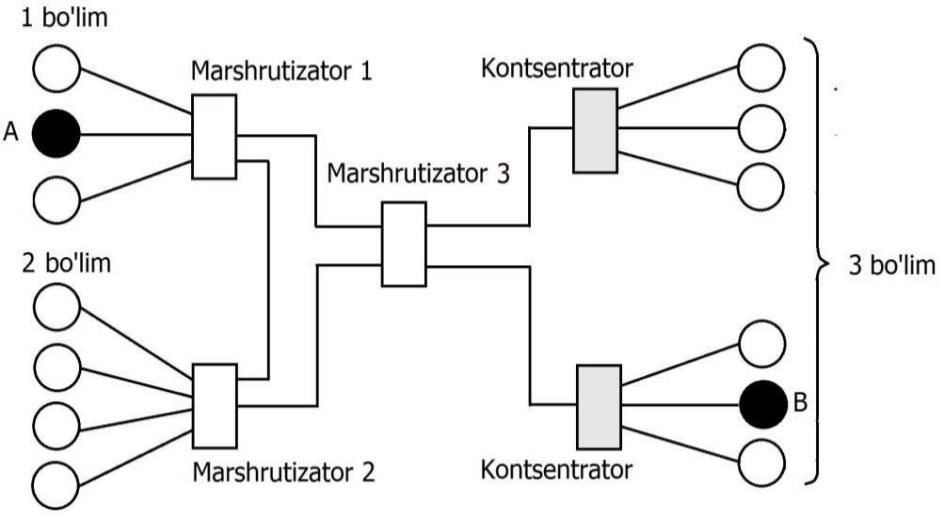 1 bo'lim
Marshrutizator 1
Kontsentrator
A
Marshrutizator 3
2 bo'lim
3 bo'lim
B
Marshrutizator 2
Kontsentrator